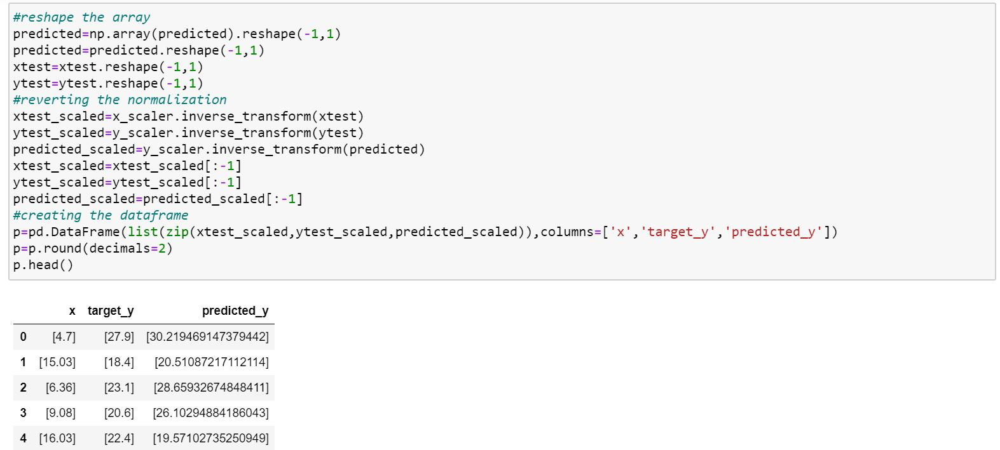 #reshape the array
predicted=np.array(predicted).reshape(-1,1)
predicted=predicted.reshape(-1,1)
xtest=xtest.reshape(-1,1)
ytest=ytest.reshape(-1,1)
#reverting the normalization
xtest_scaled=x_scaler.inverse_transform(xtest)
ytest_scaled=y_scaler.inverse_transform(ytest)
predicted_scaled=y_scaler.inverse_transform(predicted)
xtest_scaled=xtest_scaled[:-1]
ytest_scaled=ytest_scaled[:-1]
predicted_scaled=predicted_scaled[:-1]
#creating the dataframe
p=pd.DataFrame(list(zip(xtest_scaled,ytest_scaled,predicted_scaled)),columns=['x','target_y','predicted_y'])
p=p.round(decimals=2)
p.head()
x target_y predicted_y
0 [4.7] [27.9] [30.219469147379442]
1 [15.03] [18.4] [20.51087217112114]
2 [6.36] [23.1] [28.65932674848411]
3 [9.08] [20.6] [26.10294884186043]
4 [16.03] [22.4] [19.57102735250949]